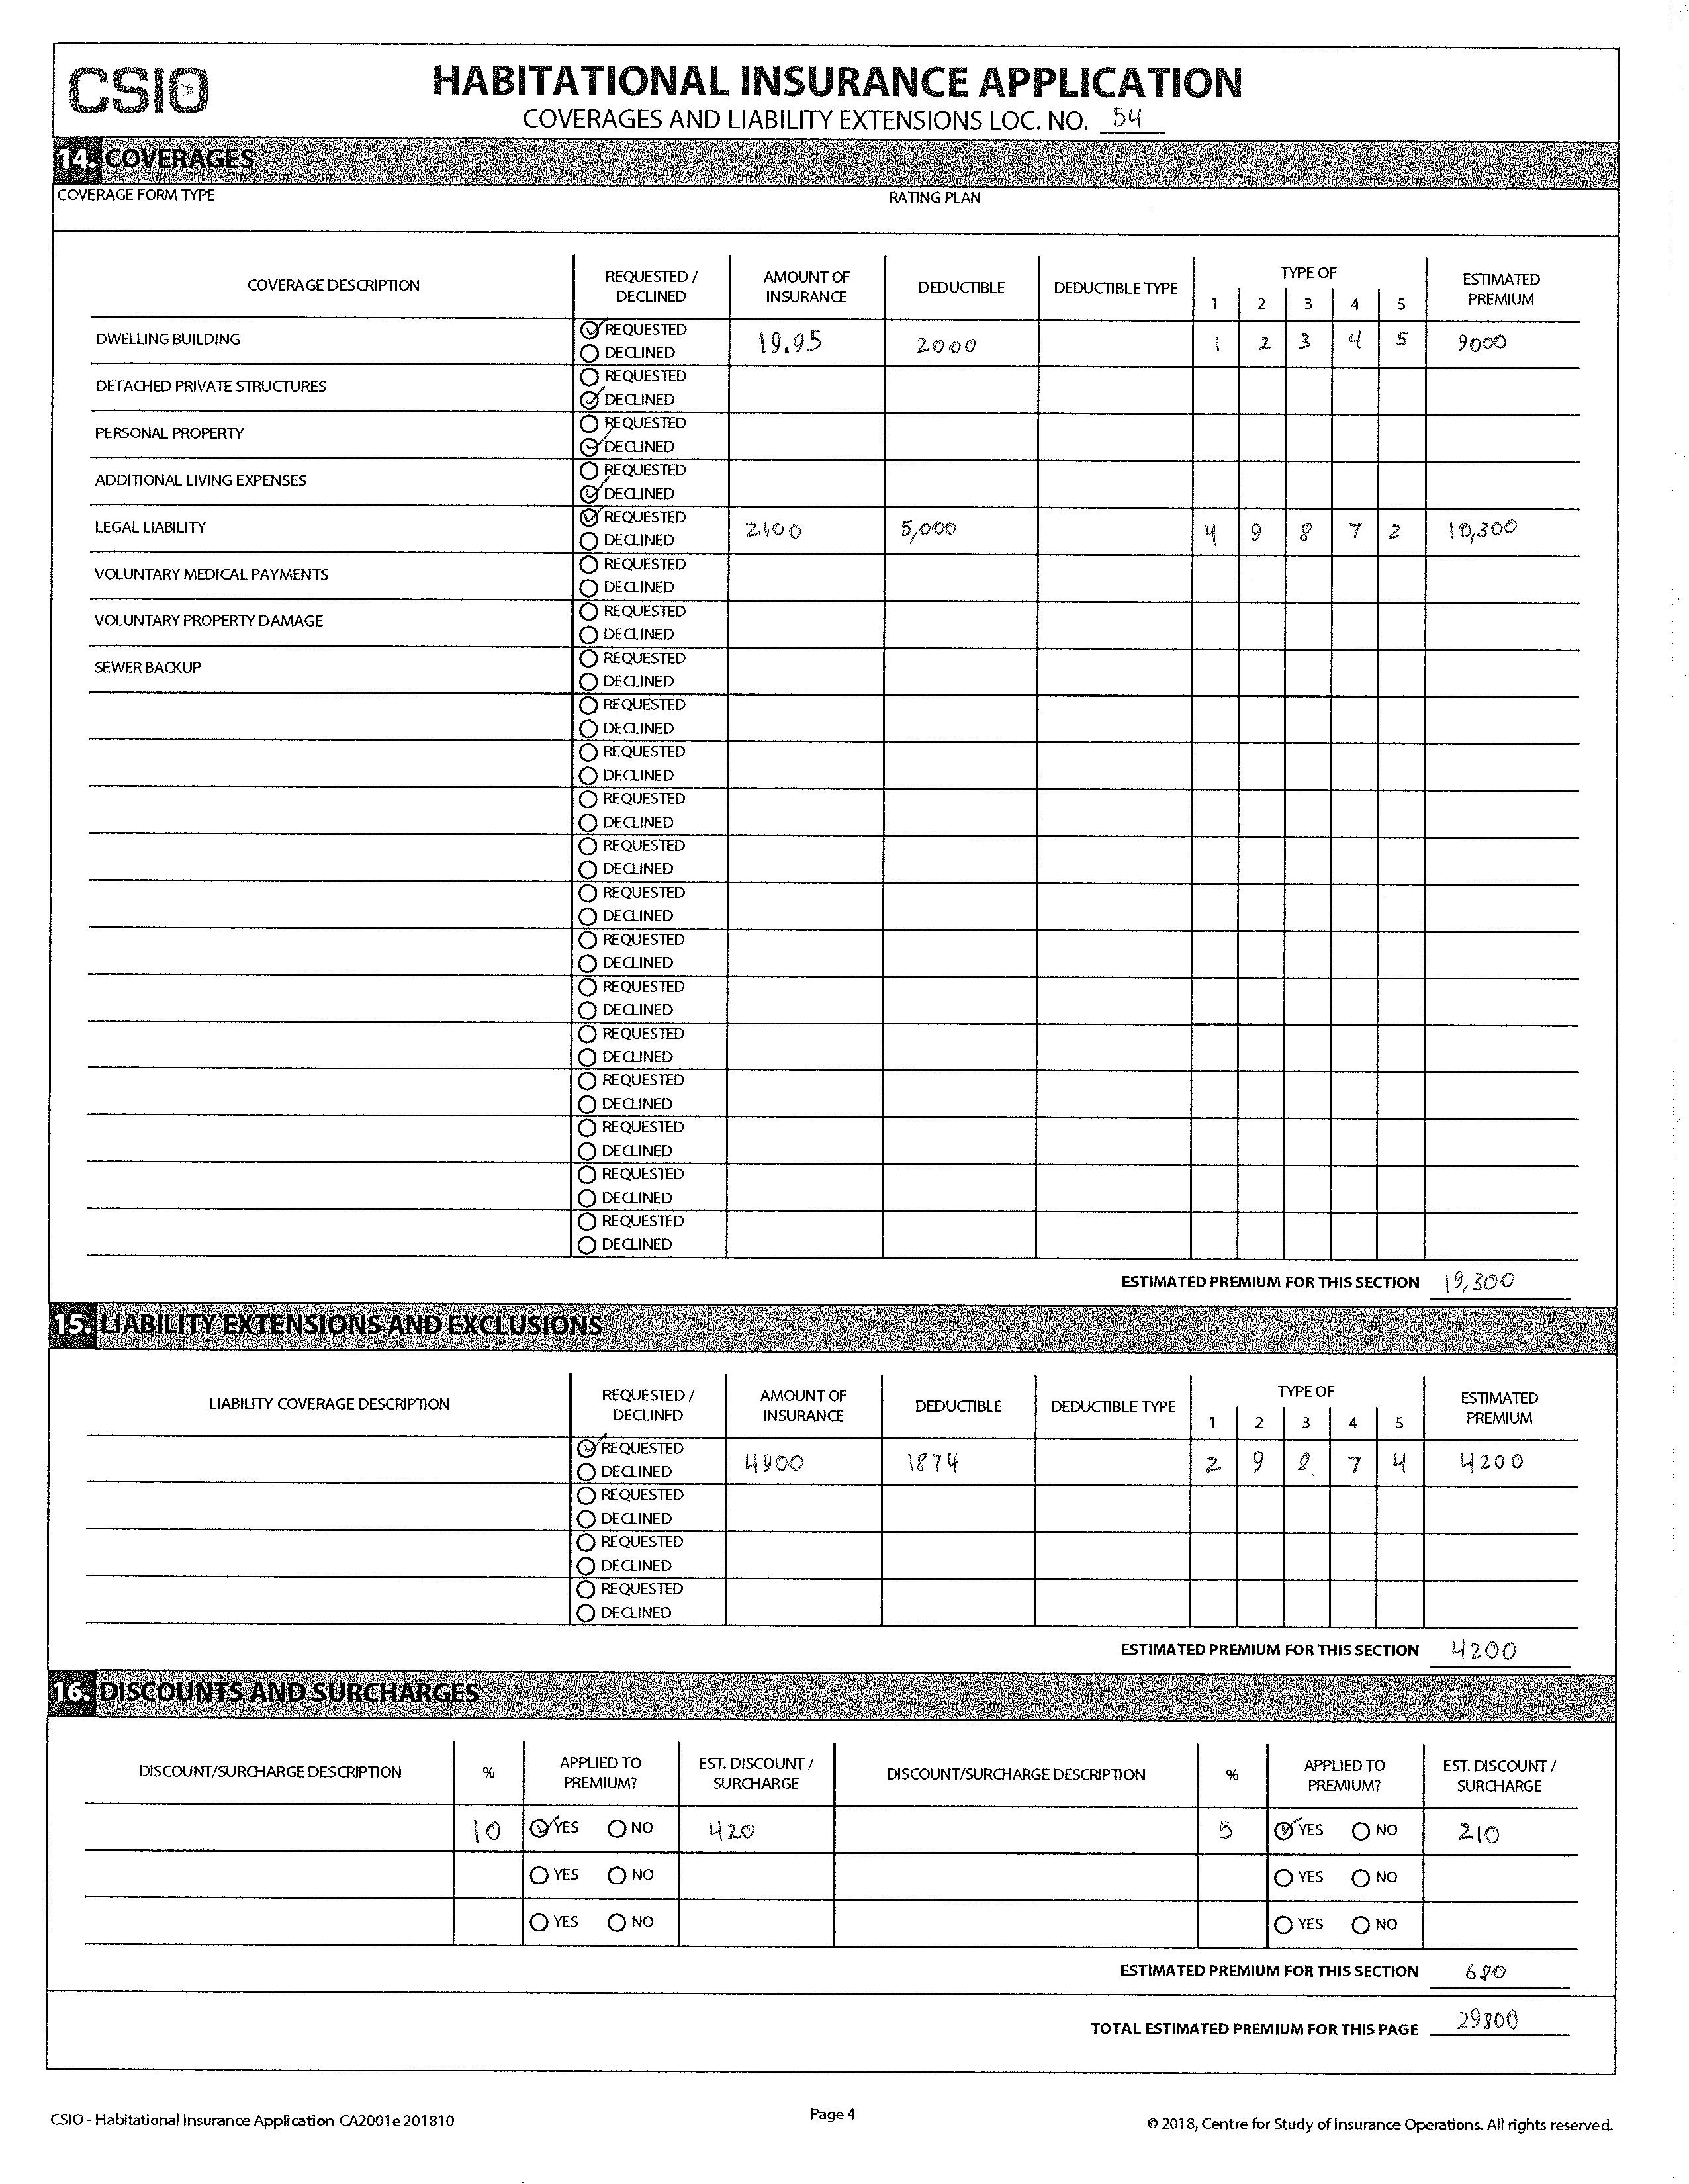 CSIO
HABITATIONAL INSURANCE APPLICATION
COVERAGES AND LIABILITY EXTENSIONS LOC. NO. 54
14. COVERAGES
COVERAGE FORM TYPE RATING PLAN
COVERAGE DESCRIPTION REQUESTED / DECLINED AMOUNT OF INSURANCE DEDUCTIBLE DEDUCTIBLE TYPE TYPE OF 1 2 3 4 5 ESTIMATED PREMIUM
DWELLING BUILDING REQUESTED 19.95 2000 1 2 3 4 5 9000
DECLINED
DETACHED PRIVATE STRUCTURES REQUESTED
DECLINED
PERSONAL PROPERTY REQUESTED
DECLINED
ADDITIONAL LIVING EXPENSES REQUESTED
DECLINED
LEGAL LIABILITY REQUESTED 2100 5,000 4 9 8 7 2 10,300
DECLINED
VOLUNTARY MEDICAL PAYMENTS REQUESTED
DECLINED
VOLUNTARY PROPERTY DAMAGE REQUESTED
DECLINED
SEWER BACKUP REQUESTED
DECLINED
REQUESTED
DECLINED
REQUESTED
DECLINED
REQUESTED
DECLINED
REQUESTED
DECLINED
REQUESTED
DECLINED
REQUESTED
DECLINED
REQUESTED
DECLINED
REQUESTED
DECLINED
REQUESTED
DECLINED
REQUESTED
DECLINED
REQUESTED
DECLINED
REQUESTED
DECLINED
ESTIMATED PREMIUM FOR THIS SECTION 19,300
15. LIABILITY EXTENSIONS AND EXCLUSIONS
LIABILITY COVERAGE DESCRIPTION REQUESTED / DECLINED AMOUNT OF INSURANCE DEDUCTIBLE DEDUCTIBLE TYPE TYPE OF 1 2 3 4 5 ESTIMATED PREMIUM
REQUESTED 4900 1874 2 9 8 7 4 4200
DECLINED
REQUESTED
DECLINED
REQUESTED
DECLINED
REQUESTED
DECLINED
ESTIMATED PREMIUM FOR THIS SECTION 4200
16. DISCOUNTS AND SURCHARGES
DISCOUNT/SURCHARGE DESCRIPTION % APPLIED TO PREMIUM? EST. DISCOUNT / SURCHARGE DISCOUNT/SURCHARGE DESCRIPTION % APPLIED TO PREMIUM? EST. DISCOUNT / SURCHARGE
10 YES NO 420 5 YES NO 210
YES NO YES NO
YES NO YES NO
ESTIMATED PREMIUM FOR THIS SECTION 680
TOTAL ESTIMATED PREMIUM FOR THIS PAGE 29800
CSIO - Habitational Insurance Application CA2001e 201810 Page 4 © 2018, Centre for Study of Insurance Operations. All rights reserved.